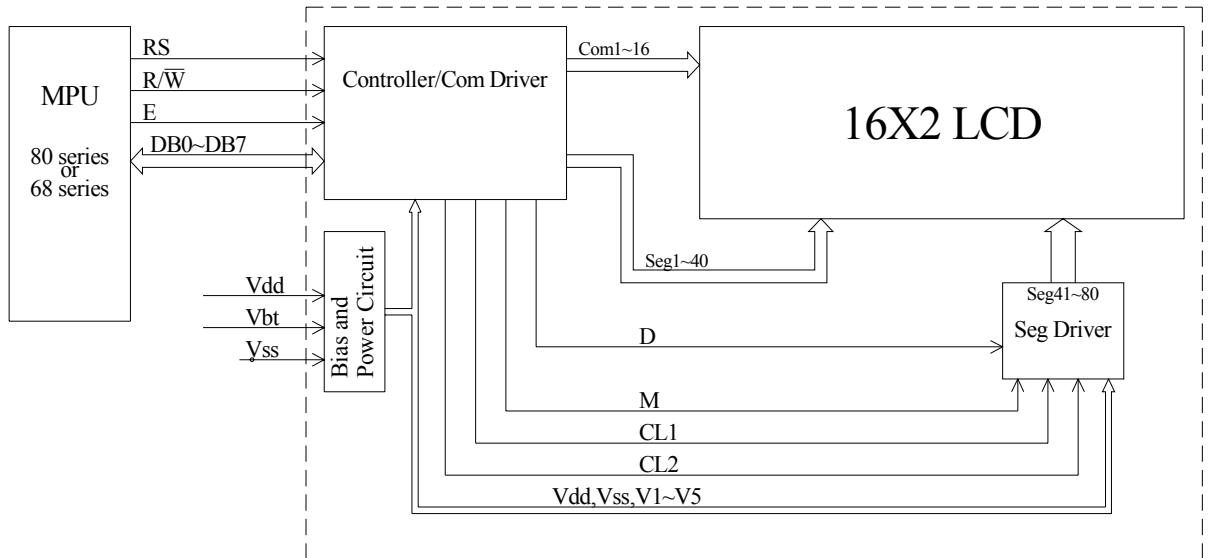 MPU
80 series
or
68 series
RS
R/W̅
E
DB0~DB7
Controller/Com Driver
Com1~16
16X2 LCD
Seg1~40
Seg41~80
Seg Driver
Vdd
Vbt
Vss
Bias and
Power Circuit
D
M
CL1
CL2
Vdd,Vss,V1~V5